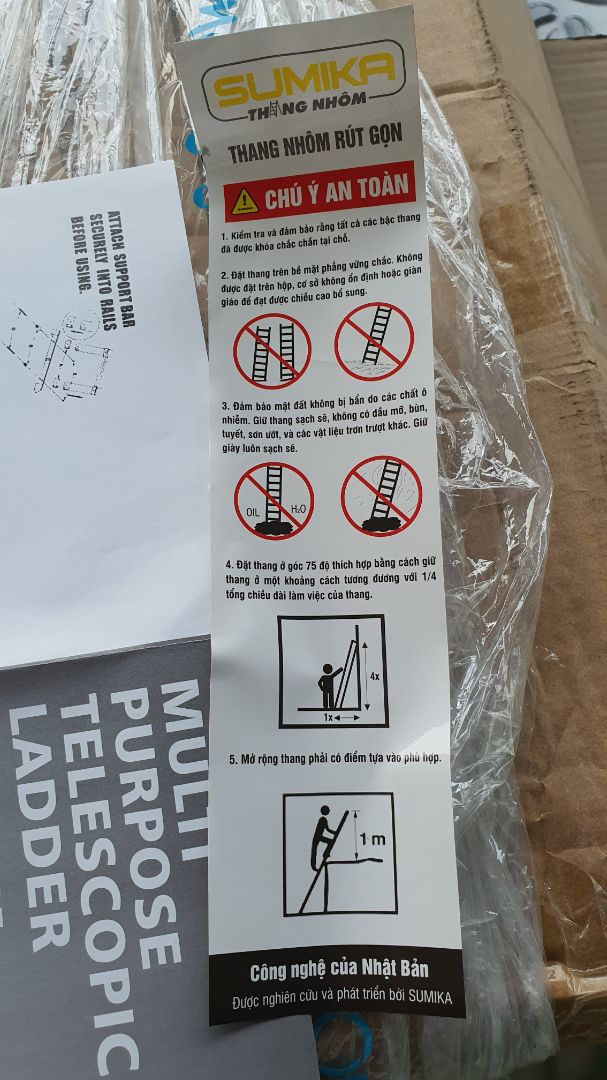 SUMIKA
THANG NHÔM
THANG NHÔM RÚT GỌN
CHÚ Ý AN TOÀN
1. Kiểm tra và đảm bảo rằng tất cả các bậc thang
đã được khóa chắc chắn tại chỗ.
2. Đặt thang trên bề mặt phẳng vững chắc. Không
được đặt trên hộp, cơ sở không ổn định hoặc giàn
giáo để đạt được chiều cao bổ sung.
3. Đảm bảo mặt đất không bị bẩn do các chất ô
nhiễm. Giữ thang sạch sẽ, không có dầu mỡ, bùn,
tuyết, sơn ướt, và các vật liệu trơn trượt khác. Giữ
giày luôn sạch sẽ.
OIL H₂O
4. Đặt thang ở góc 75 độ thích hợp bằng cách giữ
thang ở một khoảng cách tương đương với 1/4
tổng chiều dài làm việc của thang.
4x
1x
5. Mở rộng thang phải có điểm tựa vào phù hợp.
1 m
Công nghệ của Nhật Bản
Được nghiên cứu và phát triển bởi SUMIKA
ATTACH SUPPORT BAR
SECURELY INTO RAILS
BEFORE USING.
MULTI
PURPOSE
TELESCOPIC
LADDER